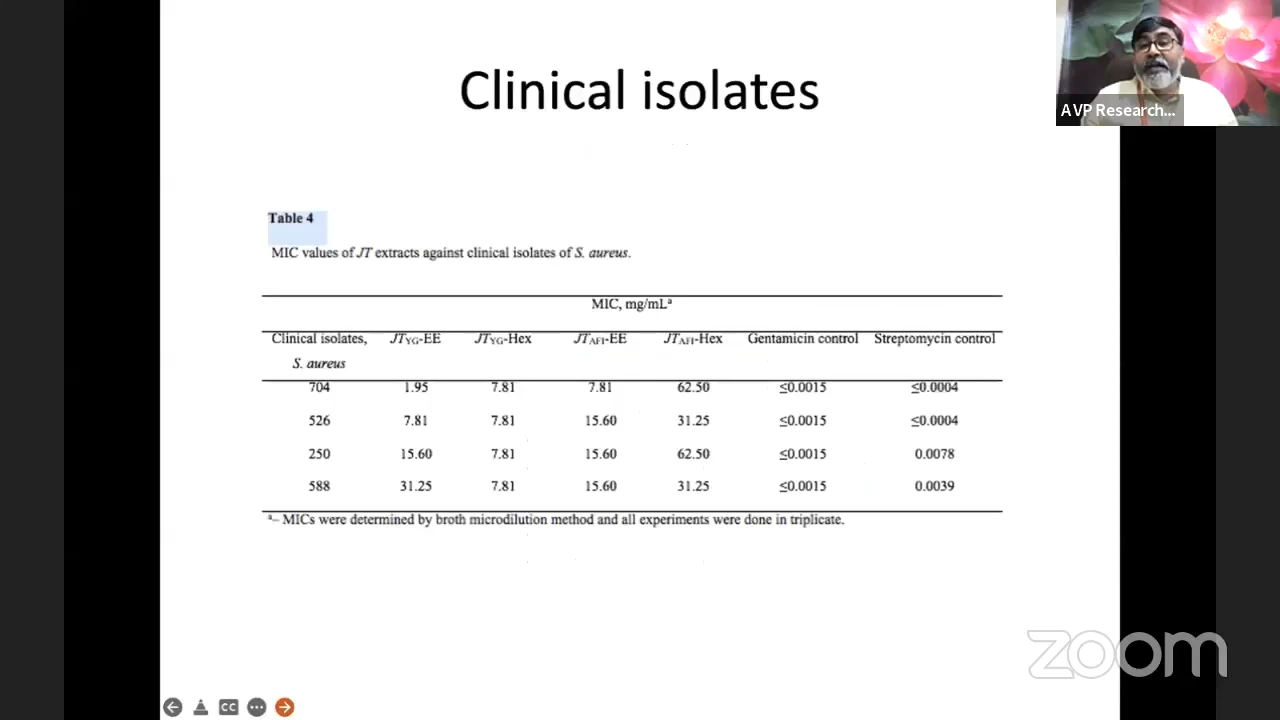 Clinical isolates
AVP Research...
Table 4
MIC values of JT extracts against clinical isolates of S. aureus.
MIC, mg/mLᵃ
Clinical isolates, JTYG-EE JTYG-Hex JTAFI-EE JTAFI-Hex Gentamicin control Streptomycin control
S. aureus
704 1.95 7.81 7.81 62.50 ≤0.0015 ≤0.0004
526 7.81 7.81 15.60 31.25 ≤0.0015 ≤0.0004
250 15.60 7.81 15.60 62.50 ≤0.0015 0.0078
588 31.25 7.81 15.60 31.25 ≤0.0015 0.0039
ᵃ– MICs were determined by broth microdilution method and all experiments were done in triplicate.
zoom
CC